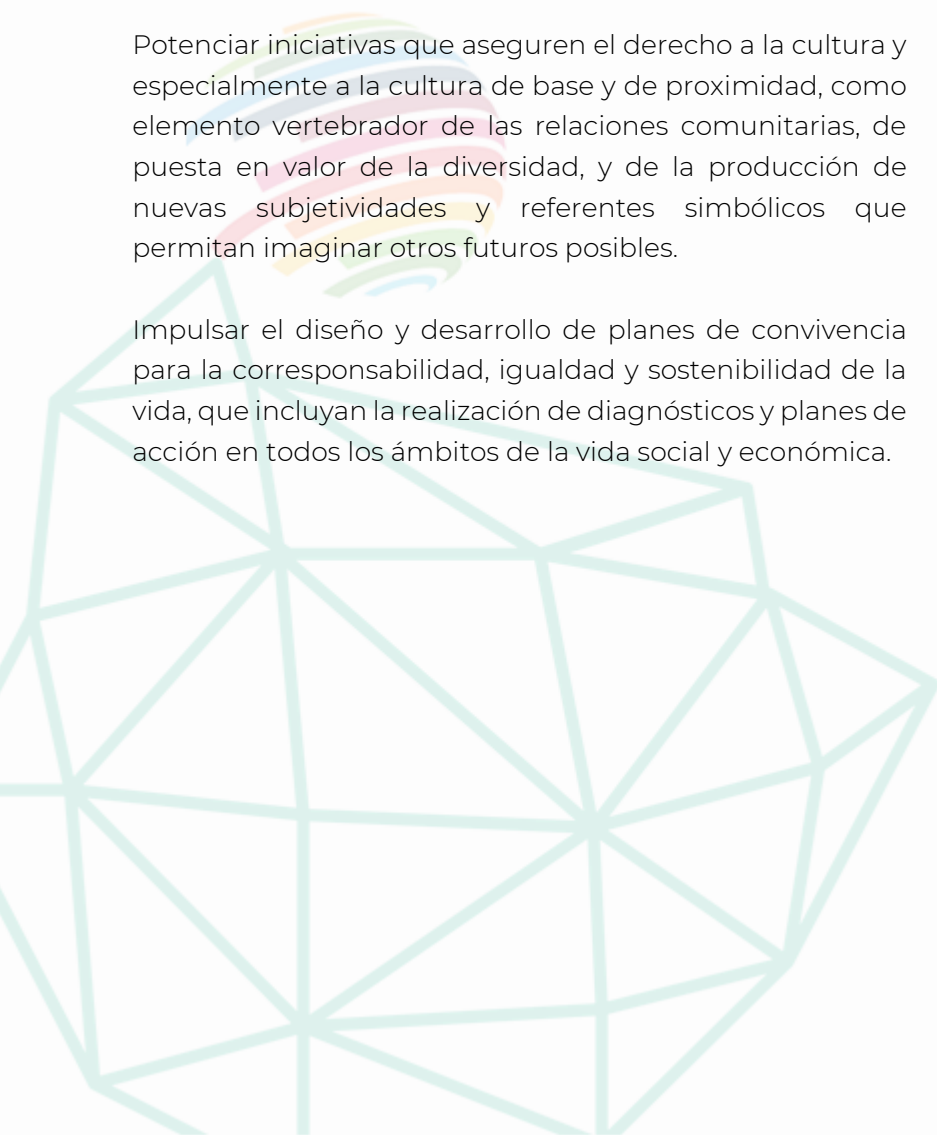 Potenciar iniciativas que aseguren el derecho a la cultura y
especialmente a la cultura de base y de proximidad, como
elemento vertebrador de las relaciones comunitarias, de
puesta en valor de la diversidad, y de la producción de
nuevas subjetividades y referentes simbólicos que
permitan imaginar otros futuros posibles.
Impulsar el diseño y desarrollo de planes de convivencia
para la corresponsabilidad, igualdad y sostenibilidad de la
vida, que incluyan la realización de diagnósticos y planes de
acción en todos los ámbitos de la vida social y económica.